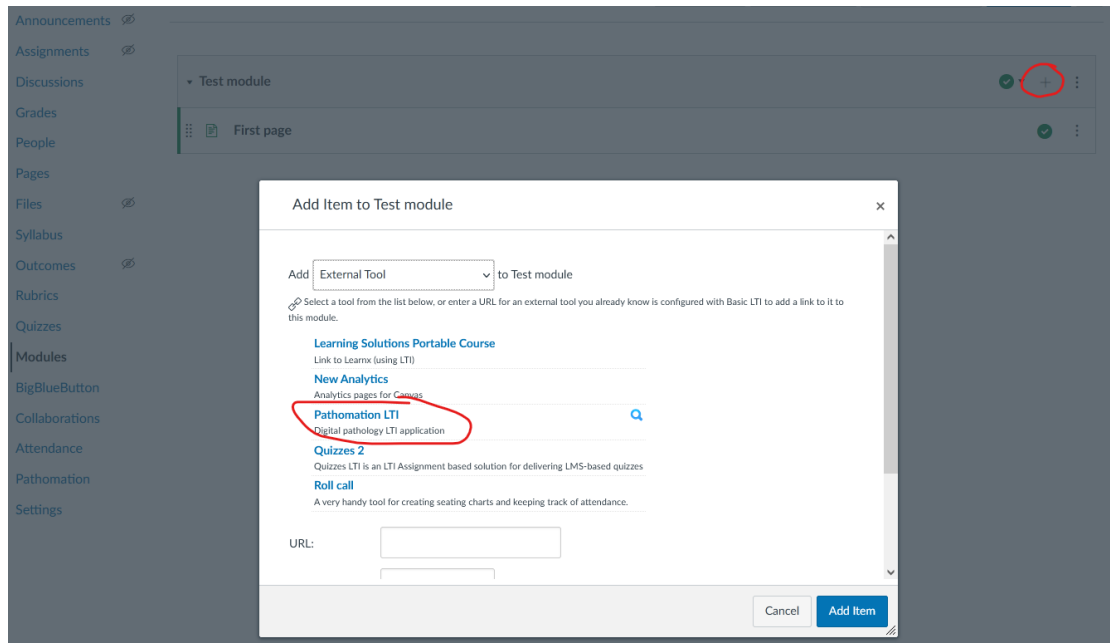 Announcements
Assignments
Discussions
Grades
People
Pages
Files
Syllabus
Outcomes
Rubrics
Quizzes
Modules
BigBlueButton
Collaborations
Attendance
Pathomation
Settings
Test module
First page
Add Item to Test module
Add External Tool to Test module
Select a tool from the list below, or enter a URL for an external tool you already know is configured with Basic LTI to add a link to it to
this module.
Learning Solutions Portable Course
Link to Learnx (using LTI)
New Analytics
Analytics pages for Canvas
Pathomation LTI
Digital pathology LTI application
Quizzes 2
Quizzes LTI is an LTI Assignment based solution for delivering LMS-based quizzes
Roll call
A very handy tool for creating seating charts and keeping track of attendance.
URL:
Cancel Add Item